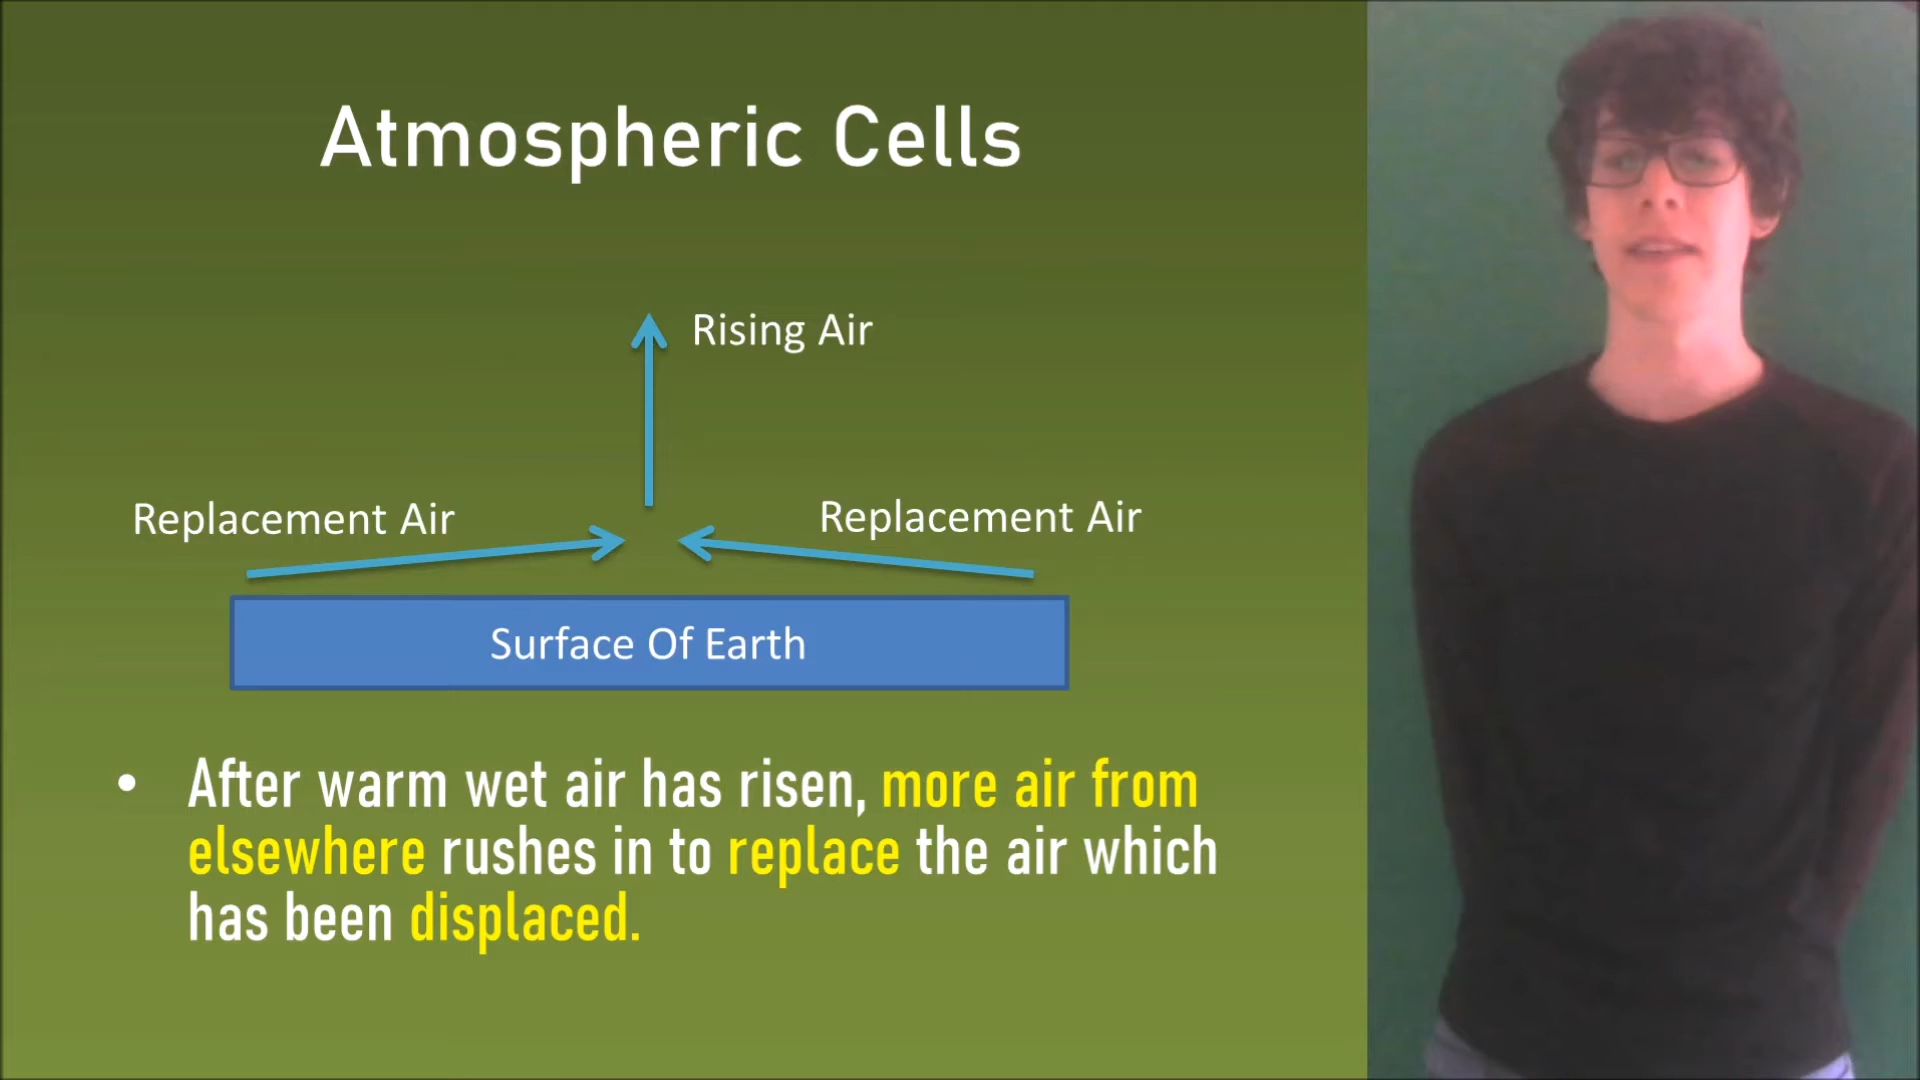 Atmospheric Cells
Rising Air
Replacement Air
Replacement Air
Surface Of Earth
• After warm wet air has risen, more air from
elsewhere rushes in to replace the air which
has been displaced.